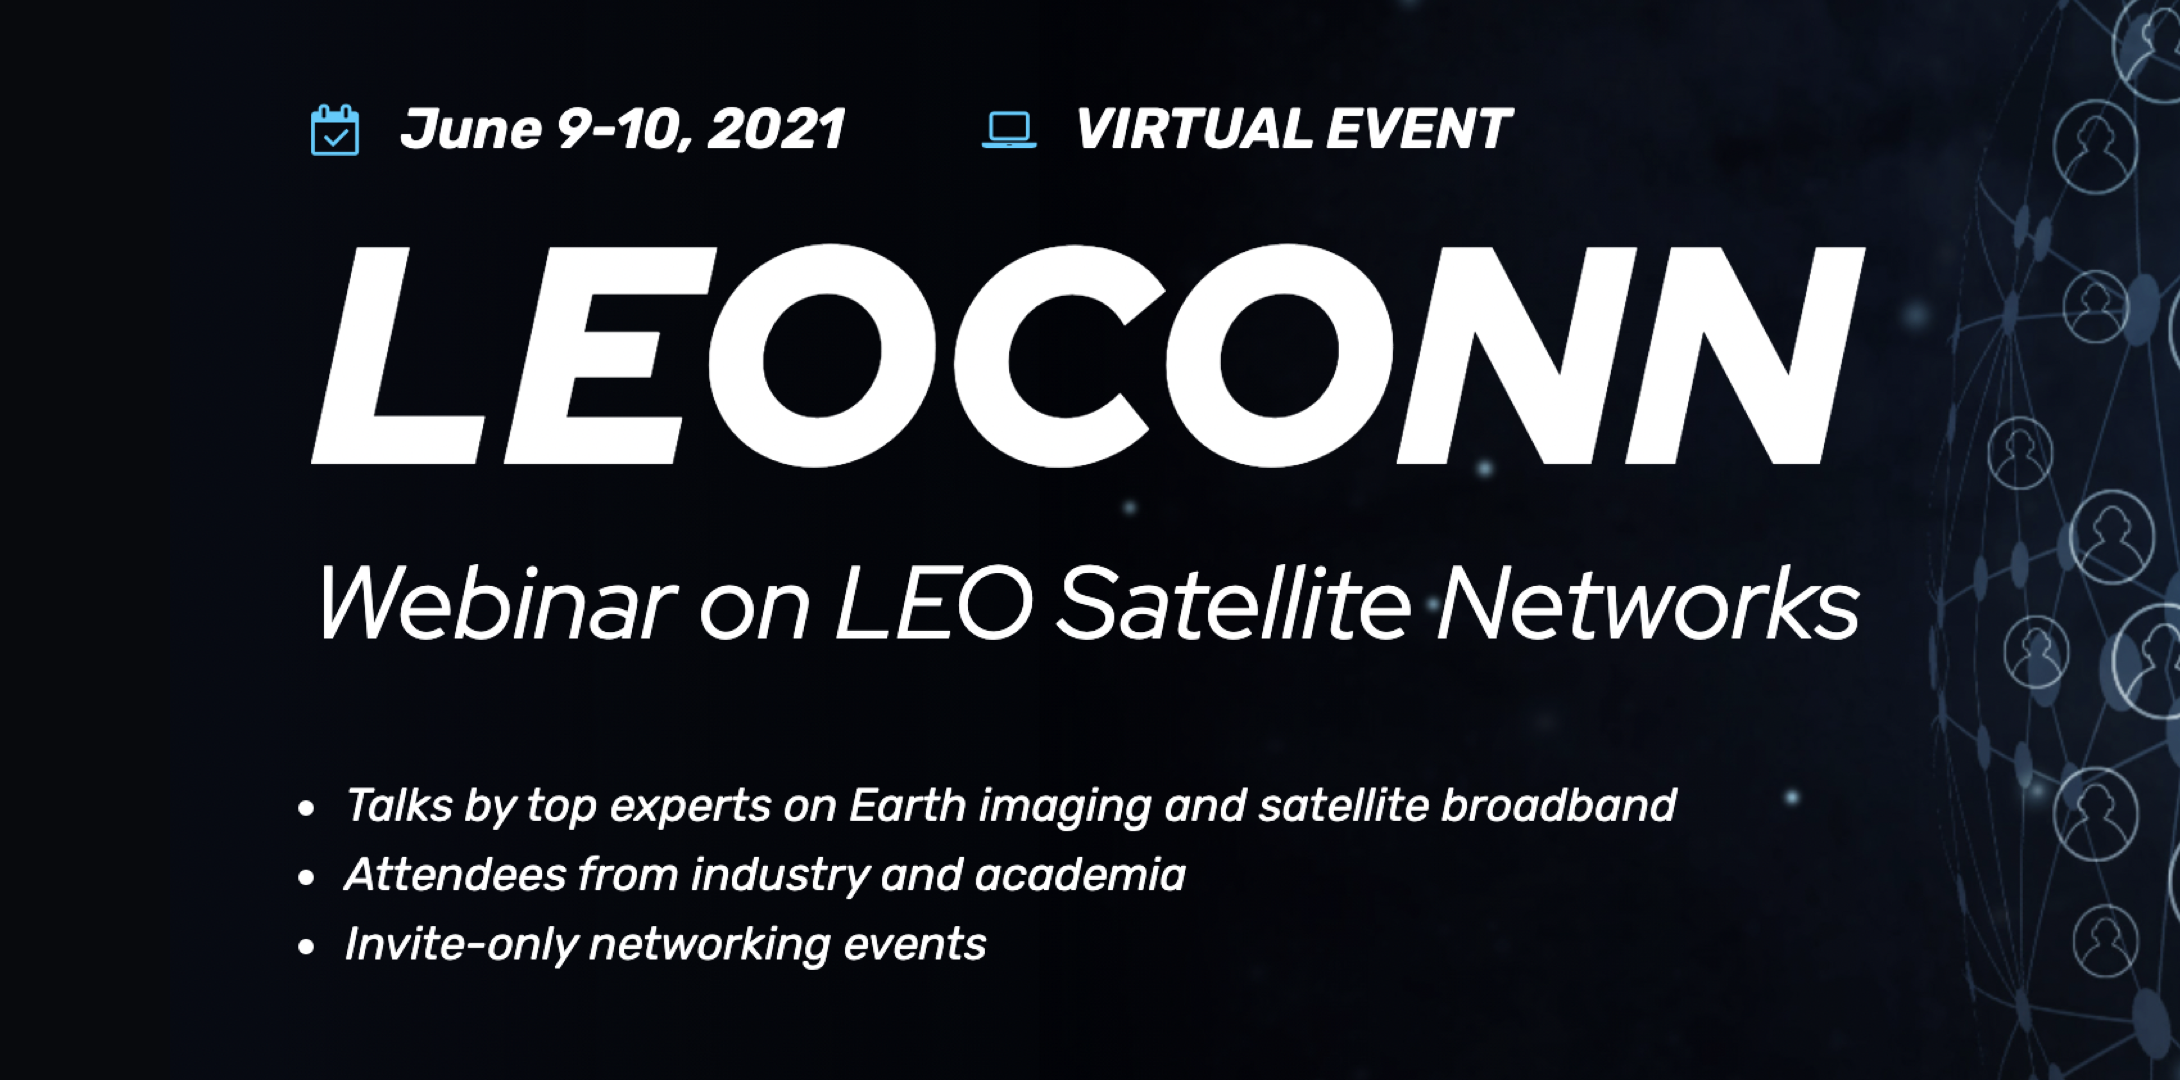 June 9-10, 2021
VIRTUAL EVENT
LEOCONN
Webinar on LEO Satellite Networks
• Talks by top experts on Earth imaging and satellite broadband
• Attendees from industry and academia
• Invite-only networking events